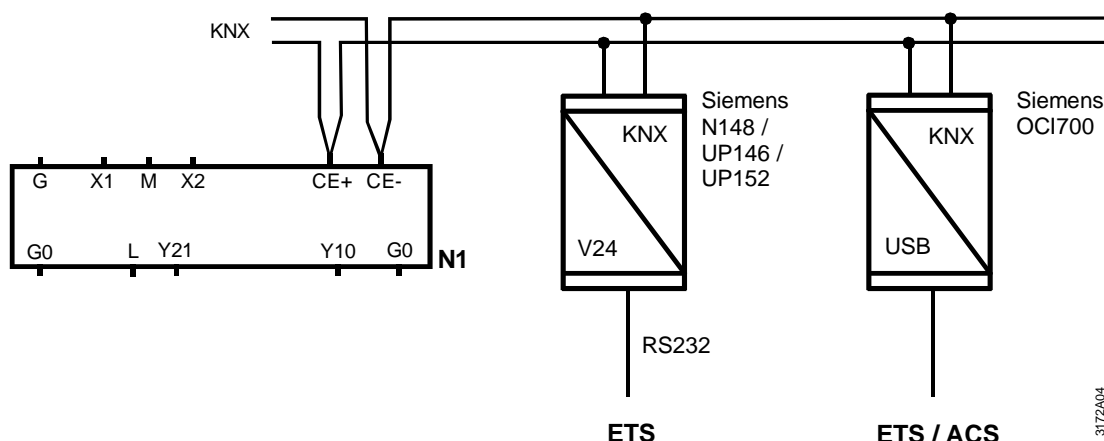 KNX
Siemens
N148 /
UP146 /
UP152
KNX
V24
Siemens
OCI700
KNX
USB
G X1 M X2 CE+ CE-
G0 L Y21 Y10 G0
N1
RS232
ETS
ETS / ACS
3172A04